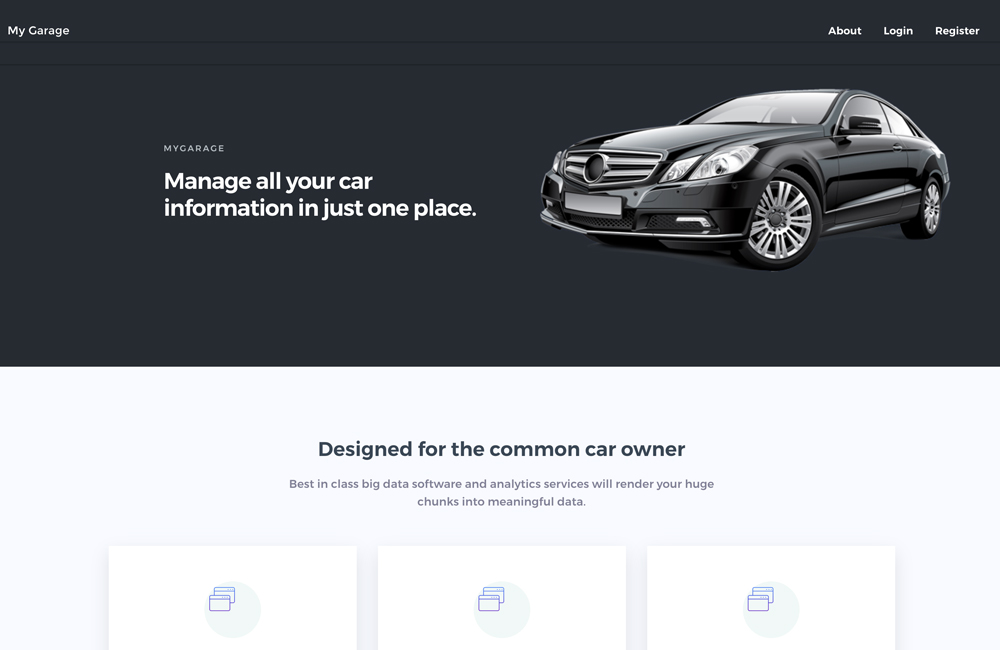 My Garage
About Login Register
MYGARAGE
Manage all your car
information in just one place.
Designed for the common car owner
Best in class big data software and analytics services will render your huge
chunks into meaningful data.